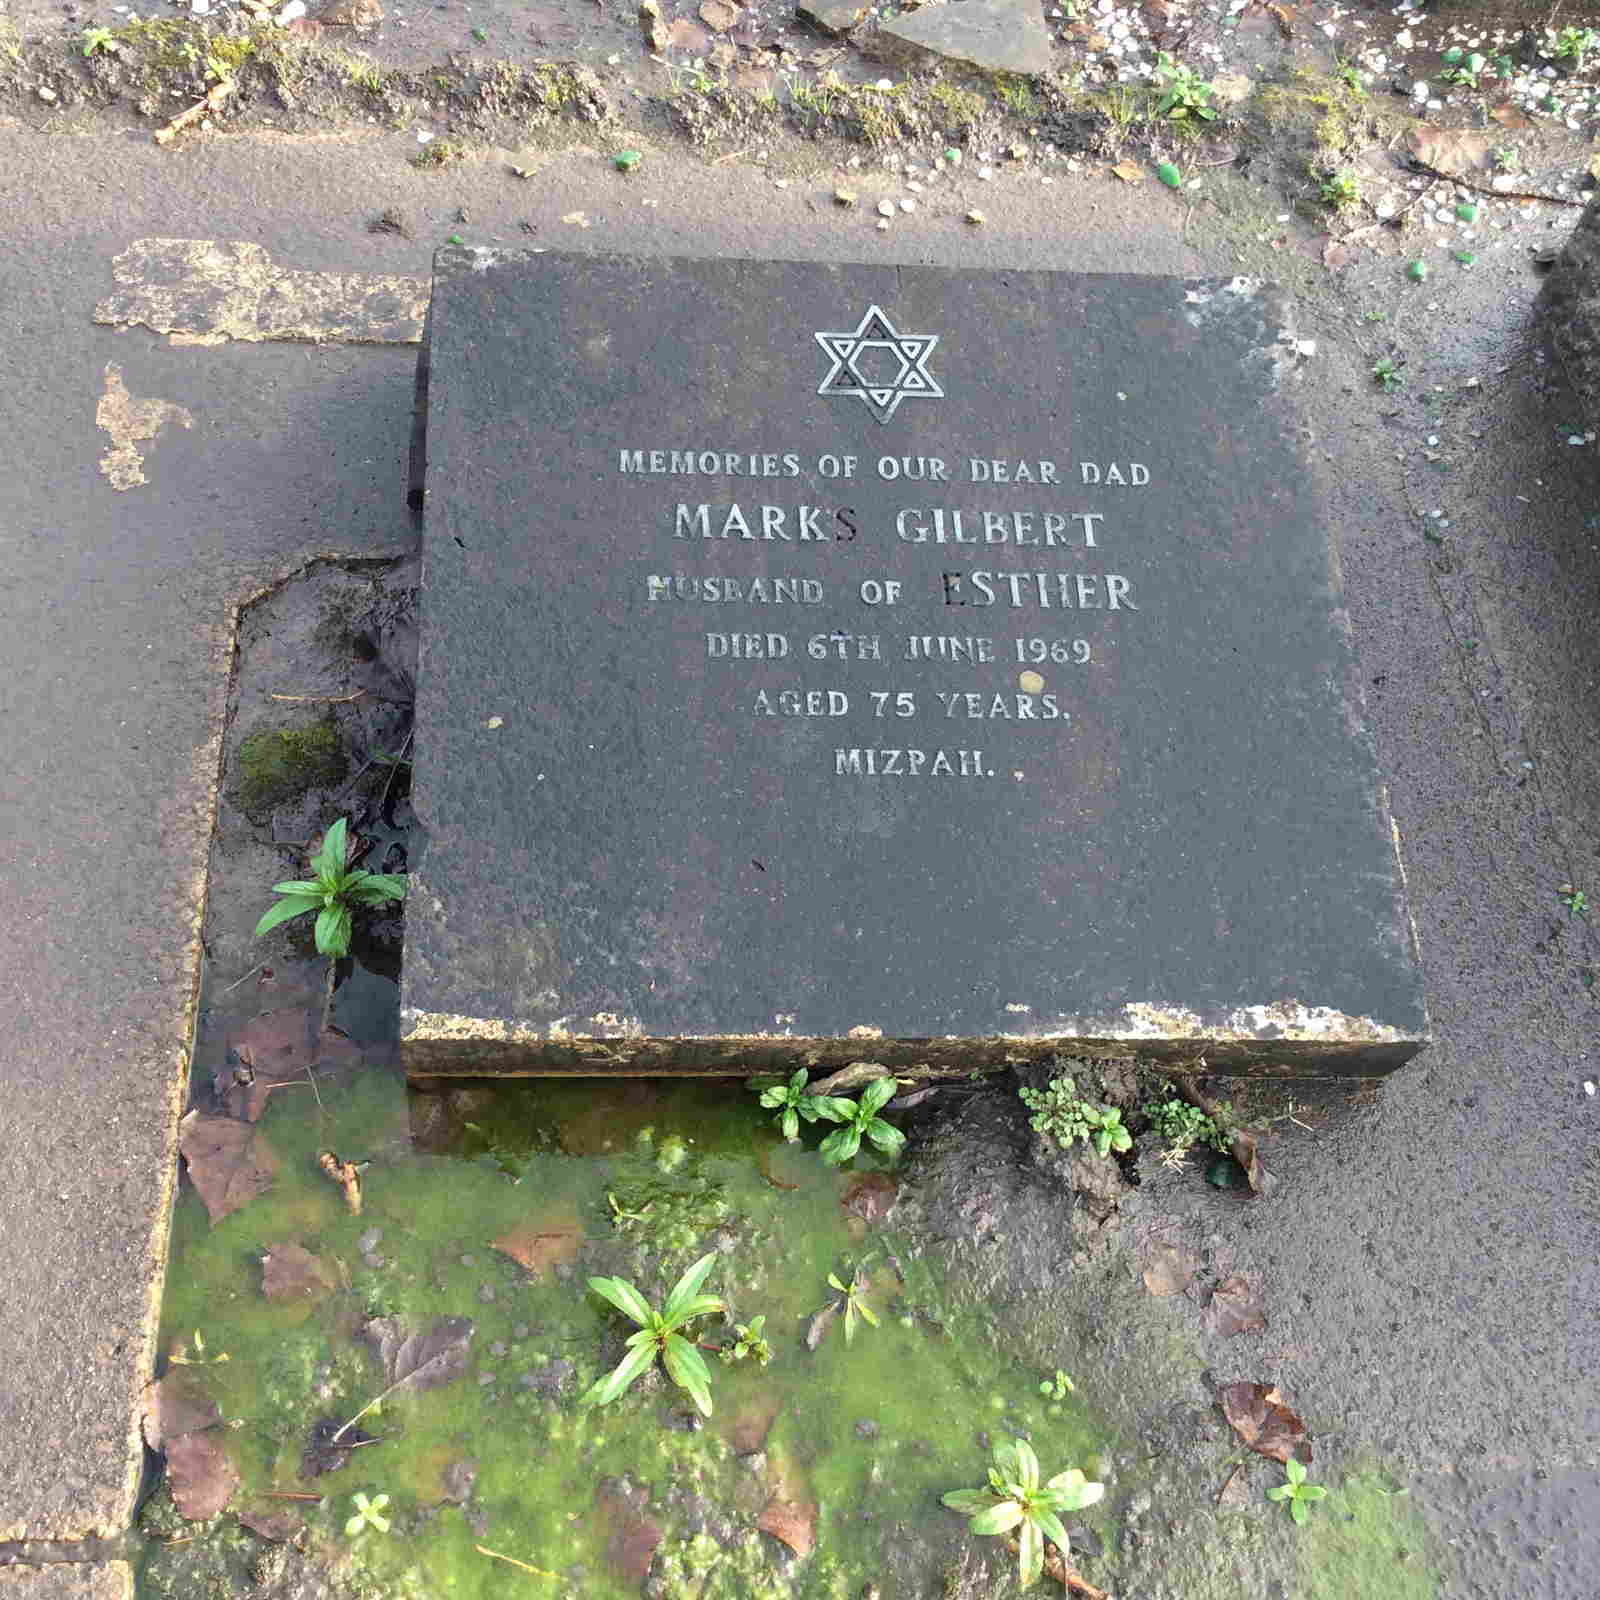 MEMORIES OF OUR DEAR DAD
MARKS GILBERT
HUSBAND OF ESTHER
DIED 6TH JUNE 1969
AGED 75 YEARS.
MIZPAH.